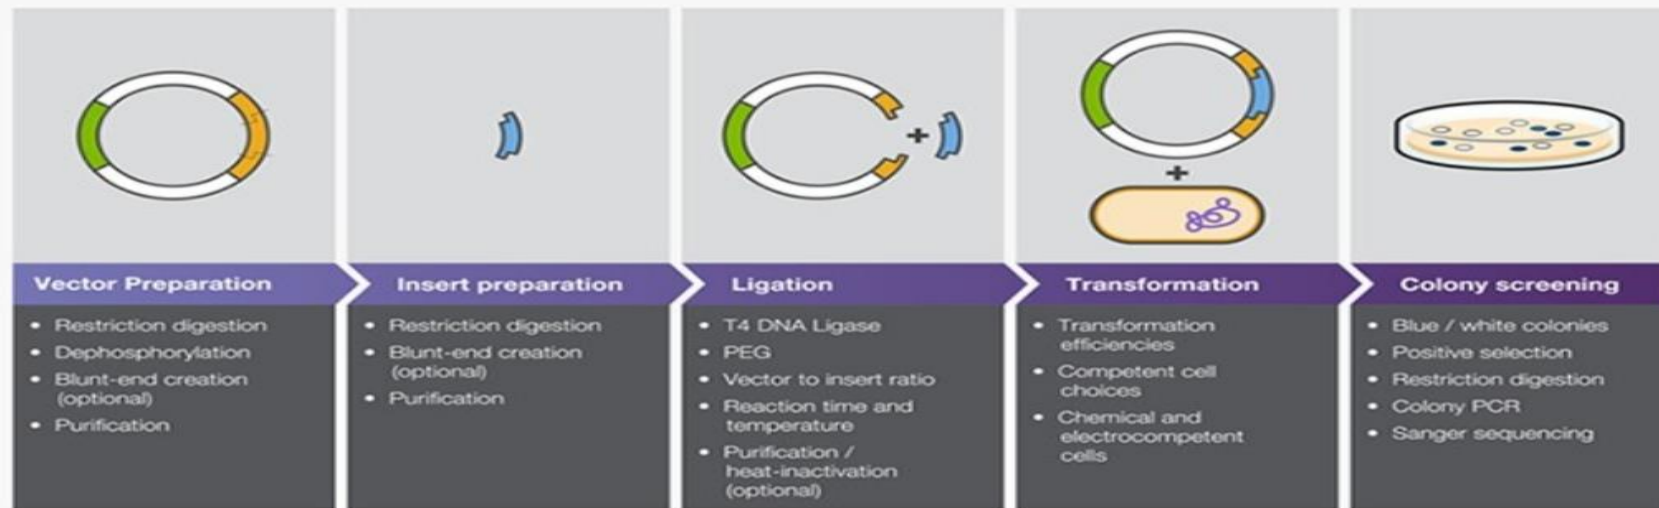 Vector Preparation
• Restriction digestion
• Dephosphorylation
• Blunt-end creation
(optional)
• Purification
Insert preparation
• Restriction digestion
• Blunt-end creation
(optional)
• Purification
Ligation
• T4 DNA Ligase
• PEG
• Vector to insert ratio
• Reaction time and
temperature
• Purification /
heat-inactivation
(optional)
Transformation
• Transformation
efficiencies
• Competent cell
choices
• Chemical and
electrocompetent
cells
Colony screening
• Blue / white colonies
• Positive selection
• Restriction digestion
• Colony PCR
• Sanger sequencing